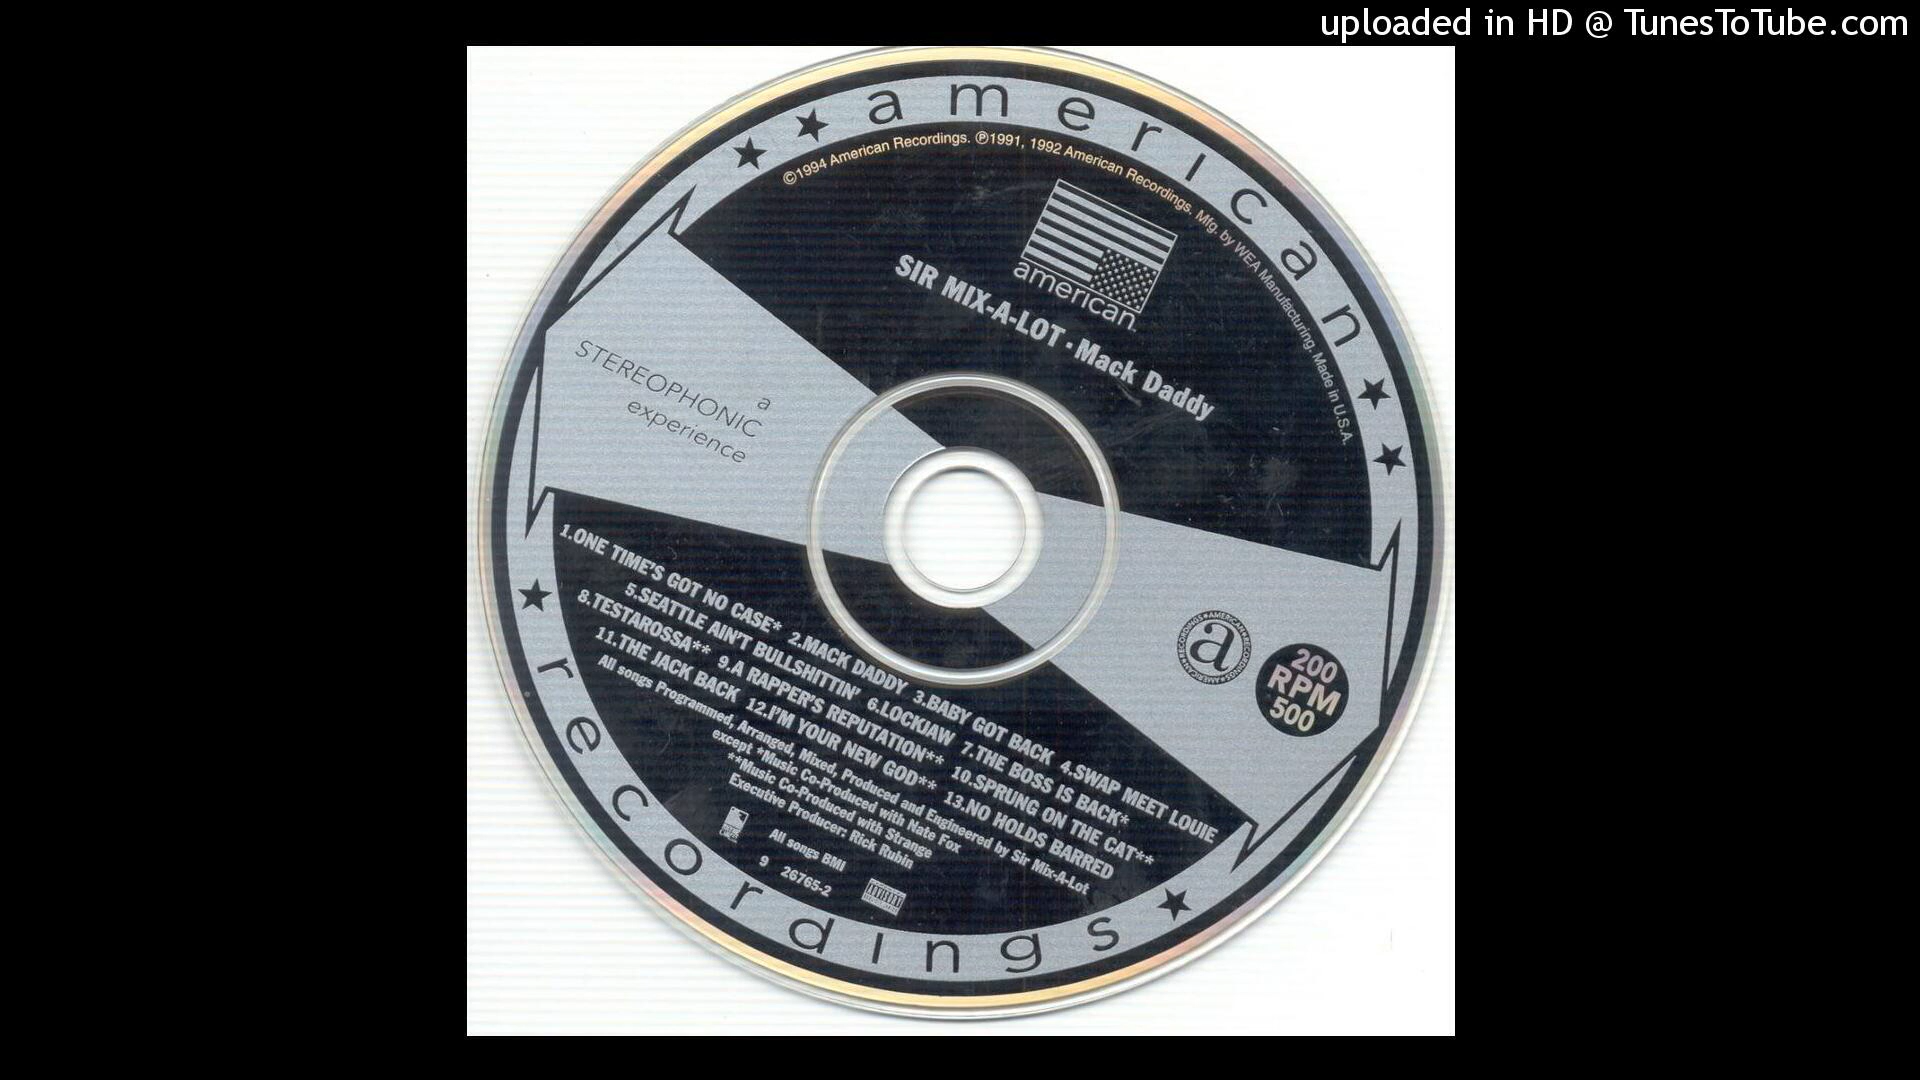 uploaded in HD @ TunesToTube.com
american
©1994 American Recordings. ℗1991, 1992 American Recordings. Mfg. by WEA Manufacturing. Made in U.S.A.
american
SIR MIX-A-LOT · Mack Daddy
a
STEREOPHONIC
experience
a
RECORDINGS★AMERICAN RECORDINGS★AMERICAN★
200
RPM
500
1.ONE TIME'S GOT NO CASE* 2.MACK DADDY 3.BABY GOT BACK 4.SWAP MEET LOUIE
5.SEATTLE AIN'T BULLSHITTIN' 6.LOCKJAW 7.THE BOSS IS BACK*
8.TESTAROSSA** 9.A RAPPER'S REPUTATION** 10.SPRUNG ON THE CAT**
11.THE JACK BACK 12.I'M YOUR NEW GOD** 13.NO HOLDS BARRED
All songs Programmed, Arranged, Mixed, Produced and Engineered by Sir Mix-A-Lot
except *Music Co-Produced with Nate Fox
**Music Co-Produced with Strange
Executive Producer: Rick Rubin
All songs BMI
9 26765-2
ADVISORY
recordings